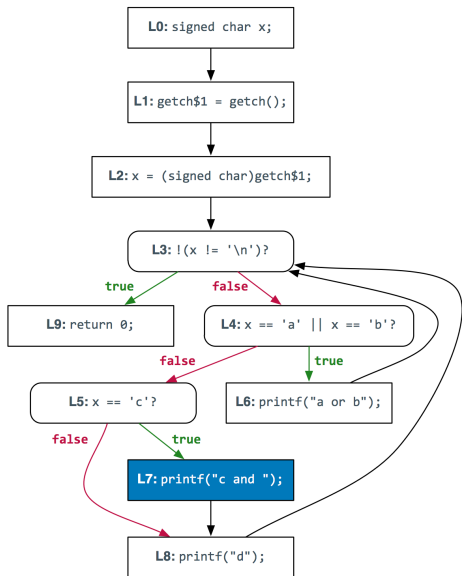 L0: signed char x;
L1: getch$1 = getch();
L2: x = (signed char)getch$1;
L3: !(x != '\n')?
true
false
L9: return 0;
L4: x == 'a' || x == 'b'?
false
true
L5: x == 'c'?
L6: printf("a or b");
false
true
L7: printf("c and ");
L8: printf("d");